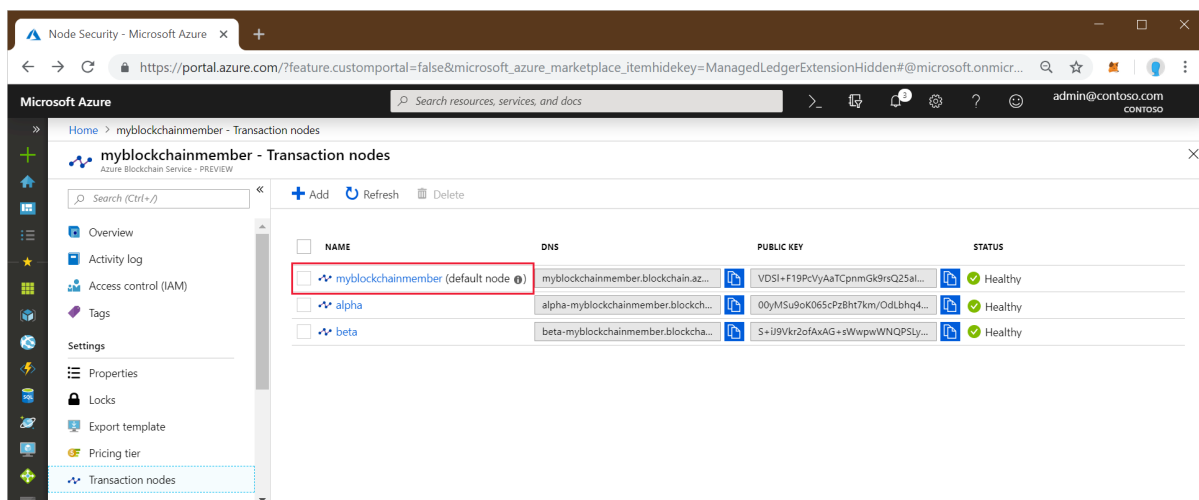 Node Security - Microsoft Azure
https://portal.azure.com/?feature.customportal=false&microsoft_azure_marketplace_itemhidekey=ManagedLedgerExtensionHidden#@microsoft.onmicr...
Microsoft Azure
Search resources, services, and docs
3
admin@contoso.com
CONTOSO
Home > myblockchainmember - Transaction nodes
myblockchainmember - Transaction nodes
Azure Blockchain Service - PREVIEW
Search (Ctrl+/)
Add Refresh Delete
Overview
Activity log
Access control (IAM)
Tags
Settings
Properties
Locks
Export template
Pricing tier
Transaction nodes
NAME DNS PUBLIC KEY STATUS
myblockchainmember (default node) myblockchainmember.blockchain.az... VDSI+F19PcVyAaTCpnmGk9rsQ25aI... Healthy
alpha alpha-myblockchainmember.blockch... 00yMSu9oK065cPzBht7km/OdLbhq4... Healthy
beta beta-myblockchainmember.blockcha... S+iJ9Vkr2ofAxAG+sWwpwWNQPSLy... Healthy